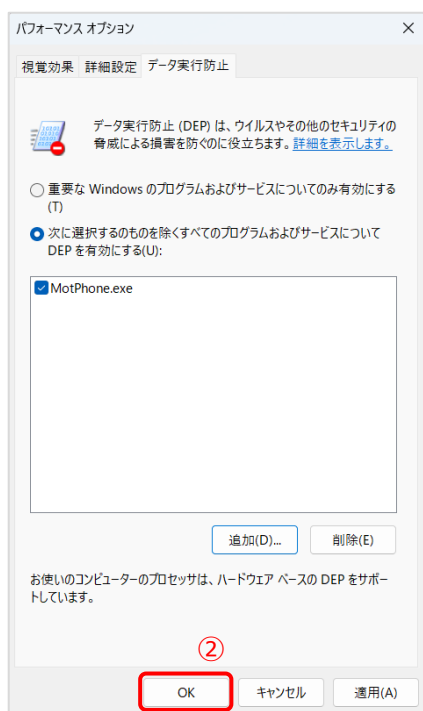 パフォーマンス オプション
視覚効果 詳細設定 データ実行防止
データ実行防止 (DEP) は、ウイルスやその他のセキュリティの
脅威による損害を防ぐのに役立ちます。詳細を表示します。
重要な Windows のプログラムおよびサービスについてのみ有効にする
(T)
次に選択するのものを除くすべてのプログラムおよびサービスについて
DEP を有効にする(U):
MotPhone.exe
追加(D)... 削除(E)
お使いのコンピューターのプロセッサは、ハードウェア ベースの DEP をサポー
トしています。
②
OK キャンセル 適用(A)